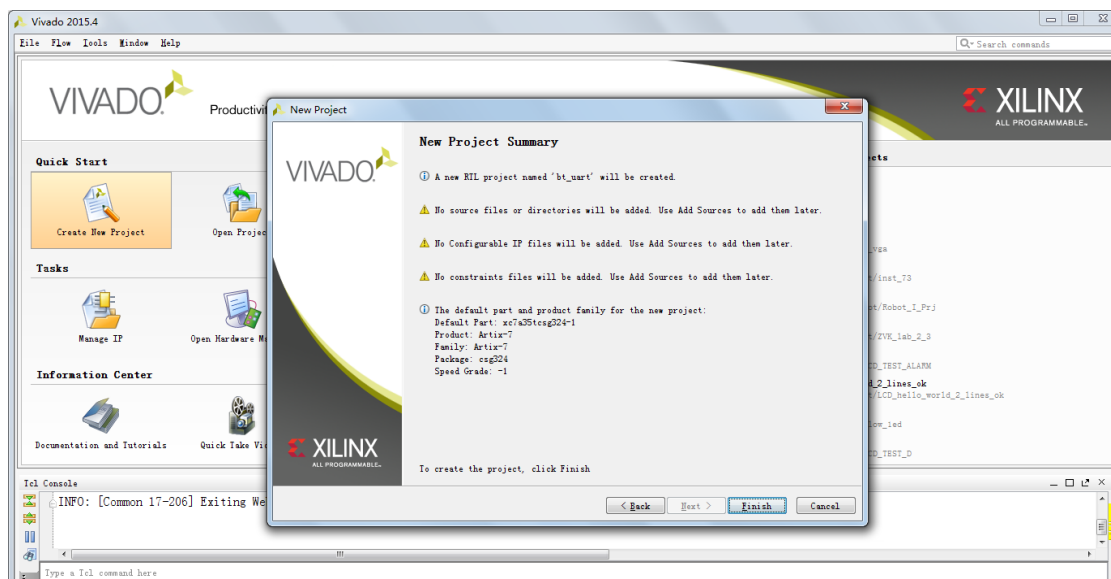 Vivado 2015.4
File Flow Tools Window Help
Search commands
VIVADO.
Productivi
XILINX
ALL PROGRAMMABLE.
Quick Start
Create New Project
Open Projec
Tasks
Manage IP
Open Hardware M
Information Center
Documentation and Tutorials
Quick Take Vi
New Project
VIVADO.
New Project Summary
A new RTL project named 'bt_uart' will be created.
No source files or directories will be added. Use Add Sources to add them later.
No Configurable IP files will be added. Use Add Sources to add them later.
No constraints files will be added. Use Add Sources to add them later.
The default part and product family for the new project:
Default Part: xc7a35tcsg324-1
Product: Artix-7
Family: Artix-7
Package: csg324
Speed Grade: -1
XILINX
ALL PROGRAMMABLE.
To create the project, click Finish
< Back Next > Finish Cancel
ects
_vga
t/inst_73
st/Robot_I_Prj
t/ZVK_lab_2_3
CD_TEST_ALARM
d_2_lines_ok
t/LCD_hello_world_2_lines_ok
low_led
CD_TEST_D
Tcl Console
INFO: [Common 17-206] Exiting We
Type a Tcl command here